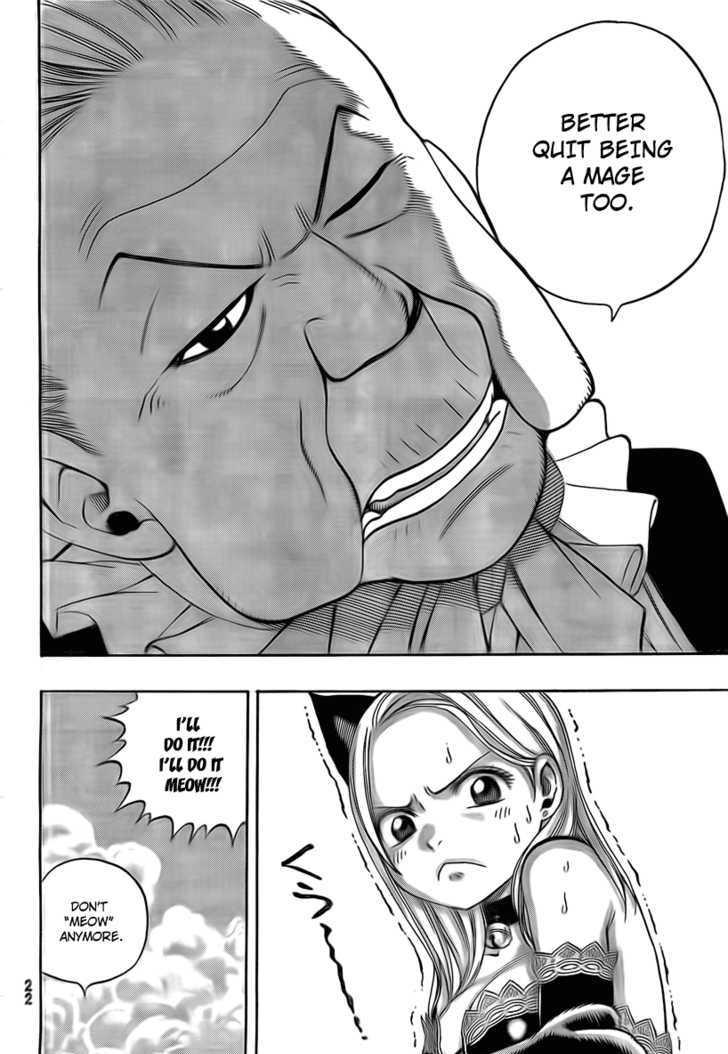 BETTER
QUIT BEING
A MAGE
TOO.
I'LL
DO IT!!!
I'LL DO IT
MEOW!!!
DON'T
"MEOW"
ANYMORE.
22